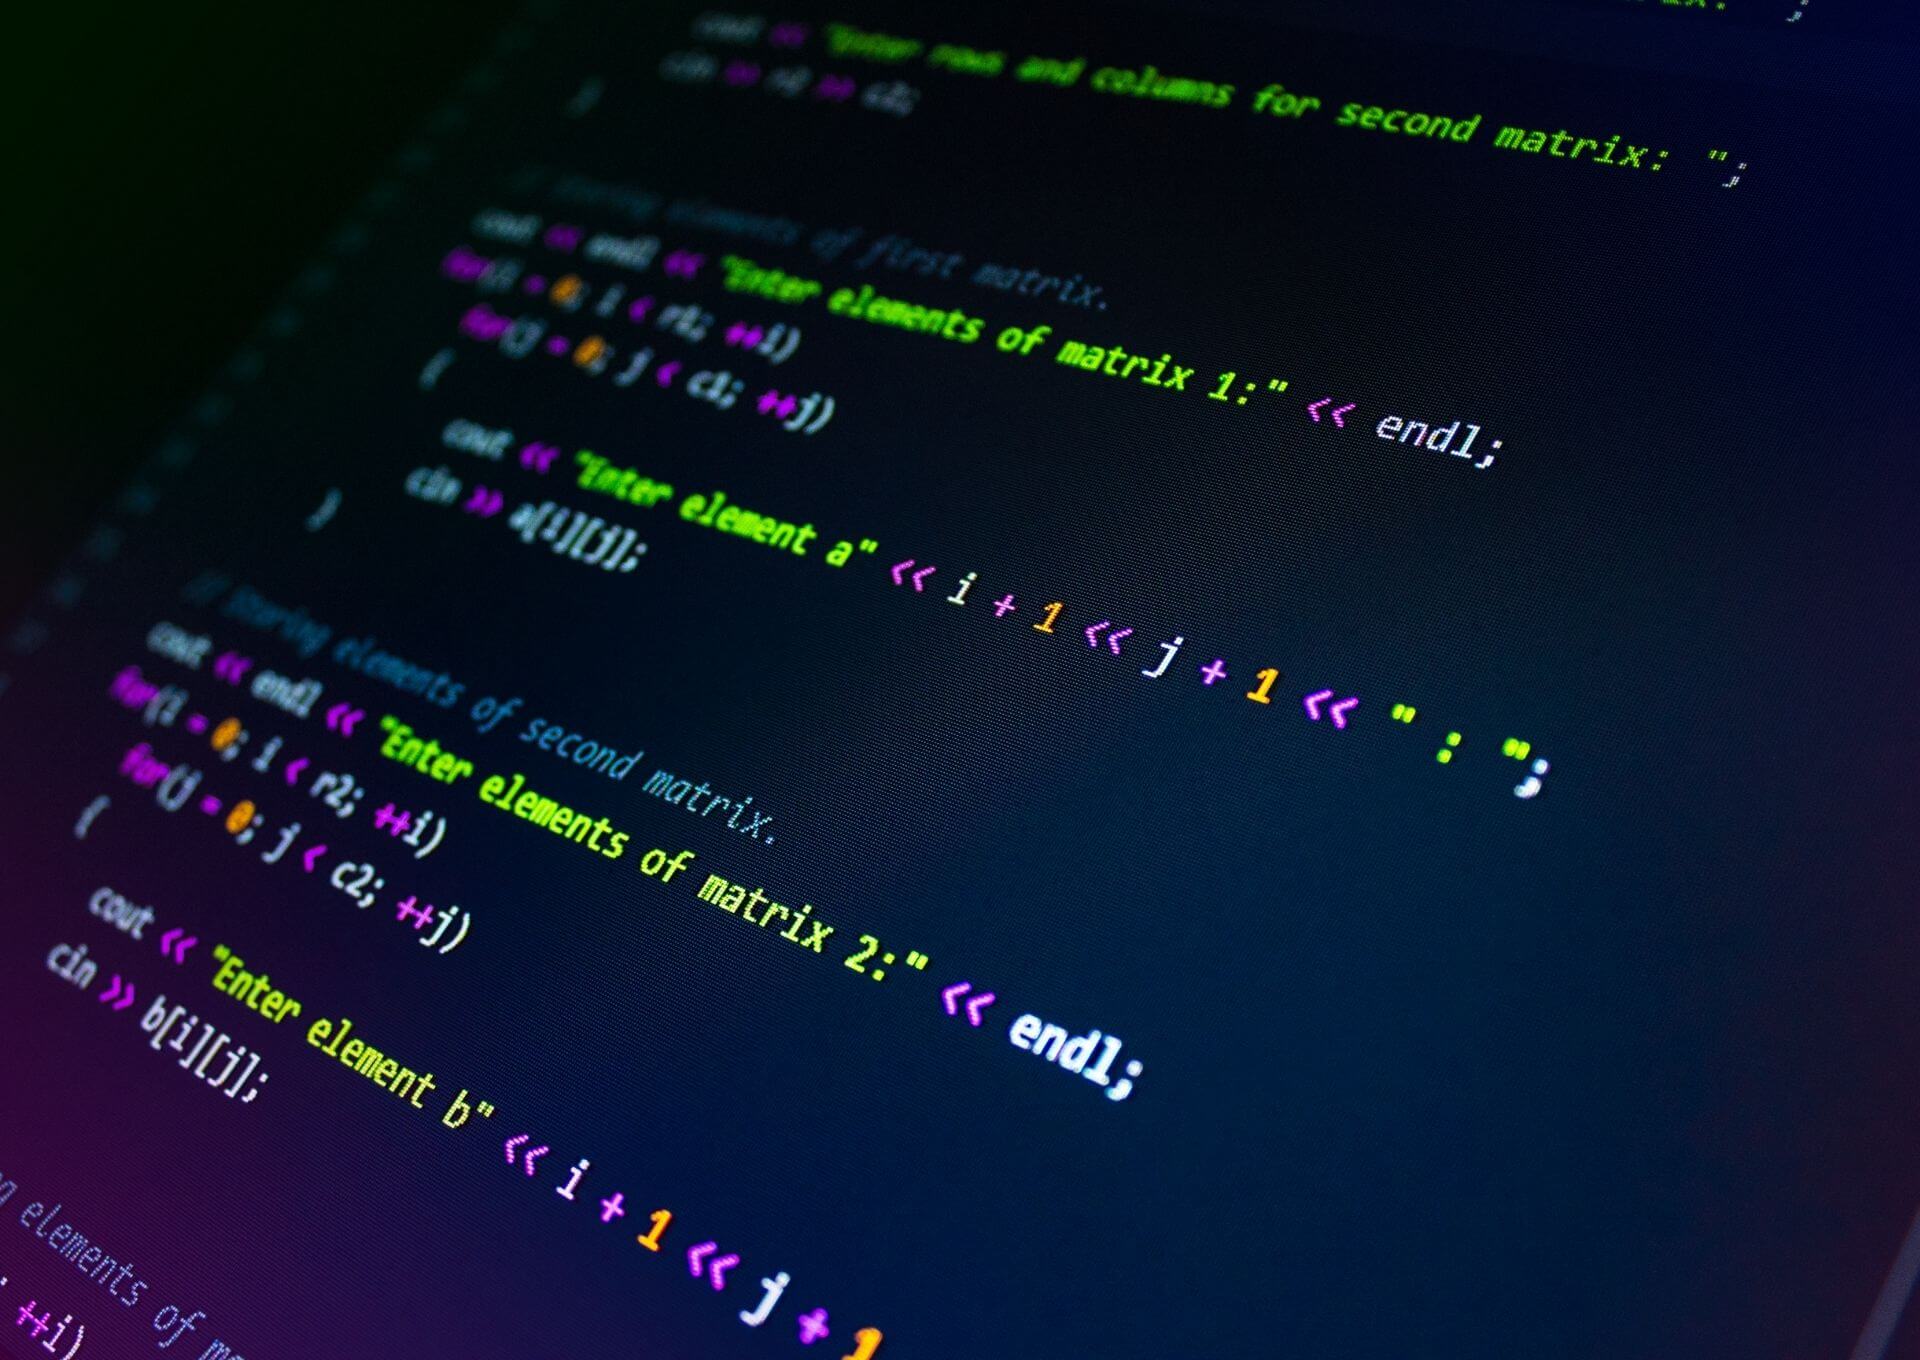 rix: ";
cout << "Enter rows and columns for second matrix: ";
cin >> r2 >> c2;
}
// Storing elements of first matrix.
cout << endl << "Enter elements of matrix 1:" << endl;
for(i = 0; i < r1; ++i)
for(j = 0; j < c1; ++j)
{
cout << "Enter element a" << i + 1 << j + 1 << " : ";
cin >> a[i][j];
}
// Storing elements of second matrix.
cout << endl << "Enter elements of matrix 2:" << endl;
for(i = 0; i < r2; ++i)
for(j = 0; j < c2; ++j)
{
cout << "Enter element b" << i + 1 << j + 1
cin >> b[i][j];
g elements of m
++i)